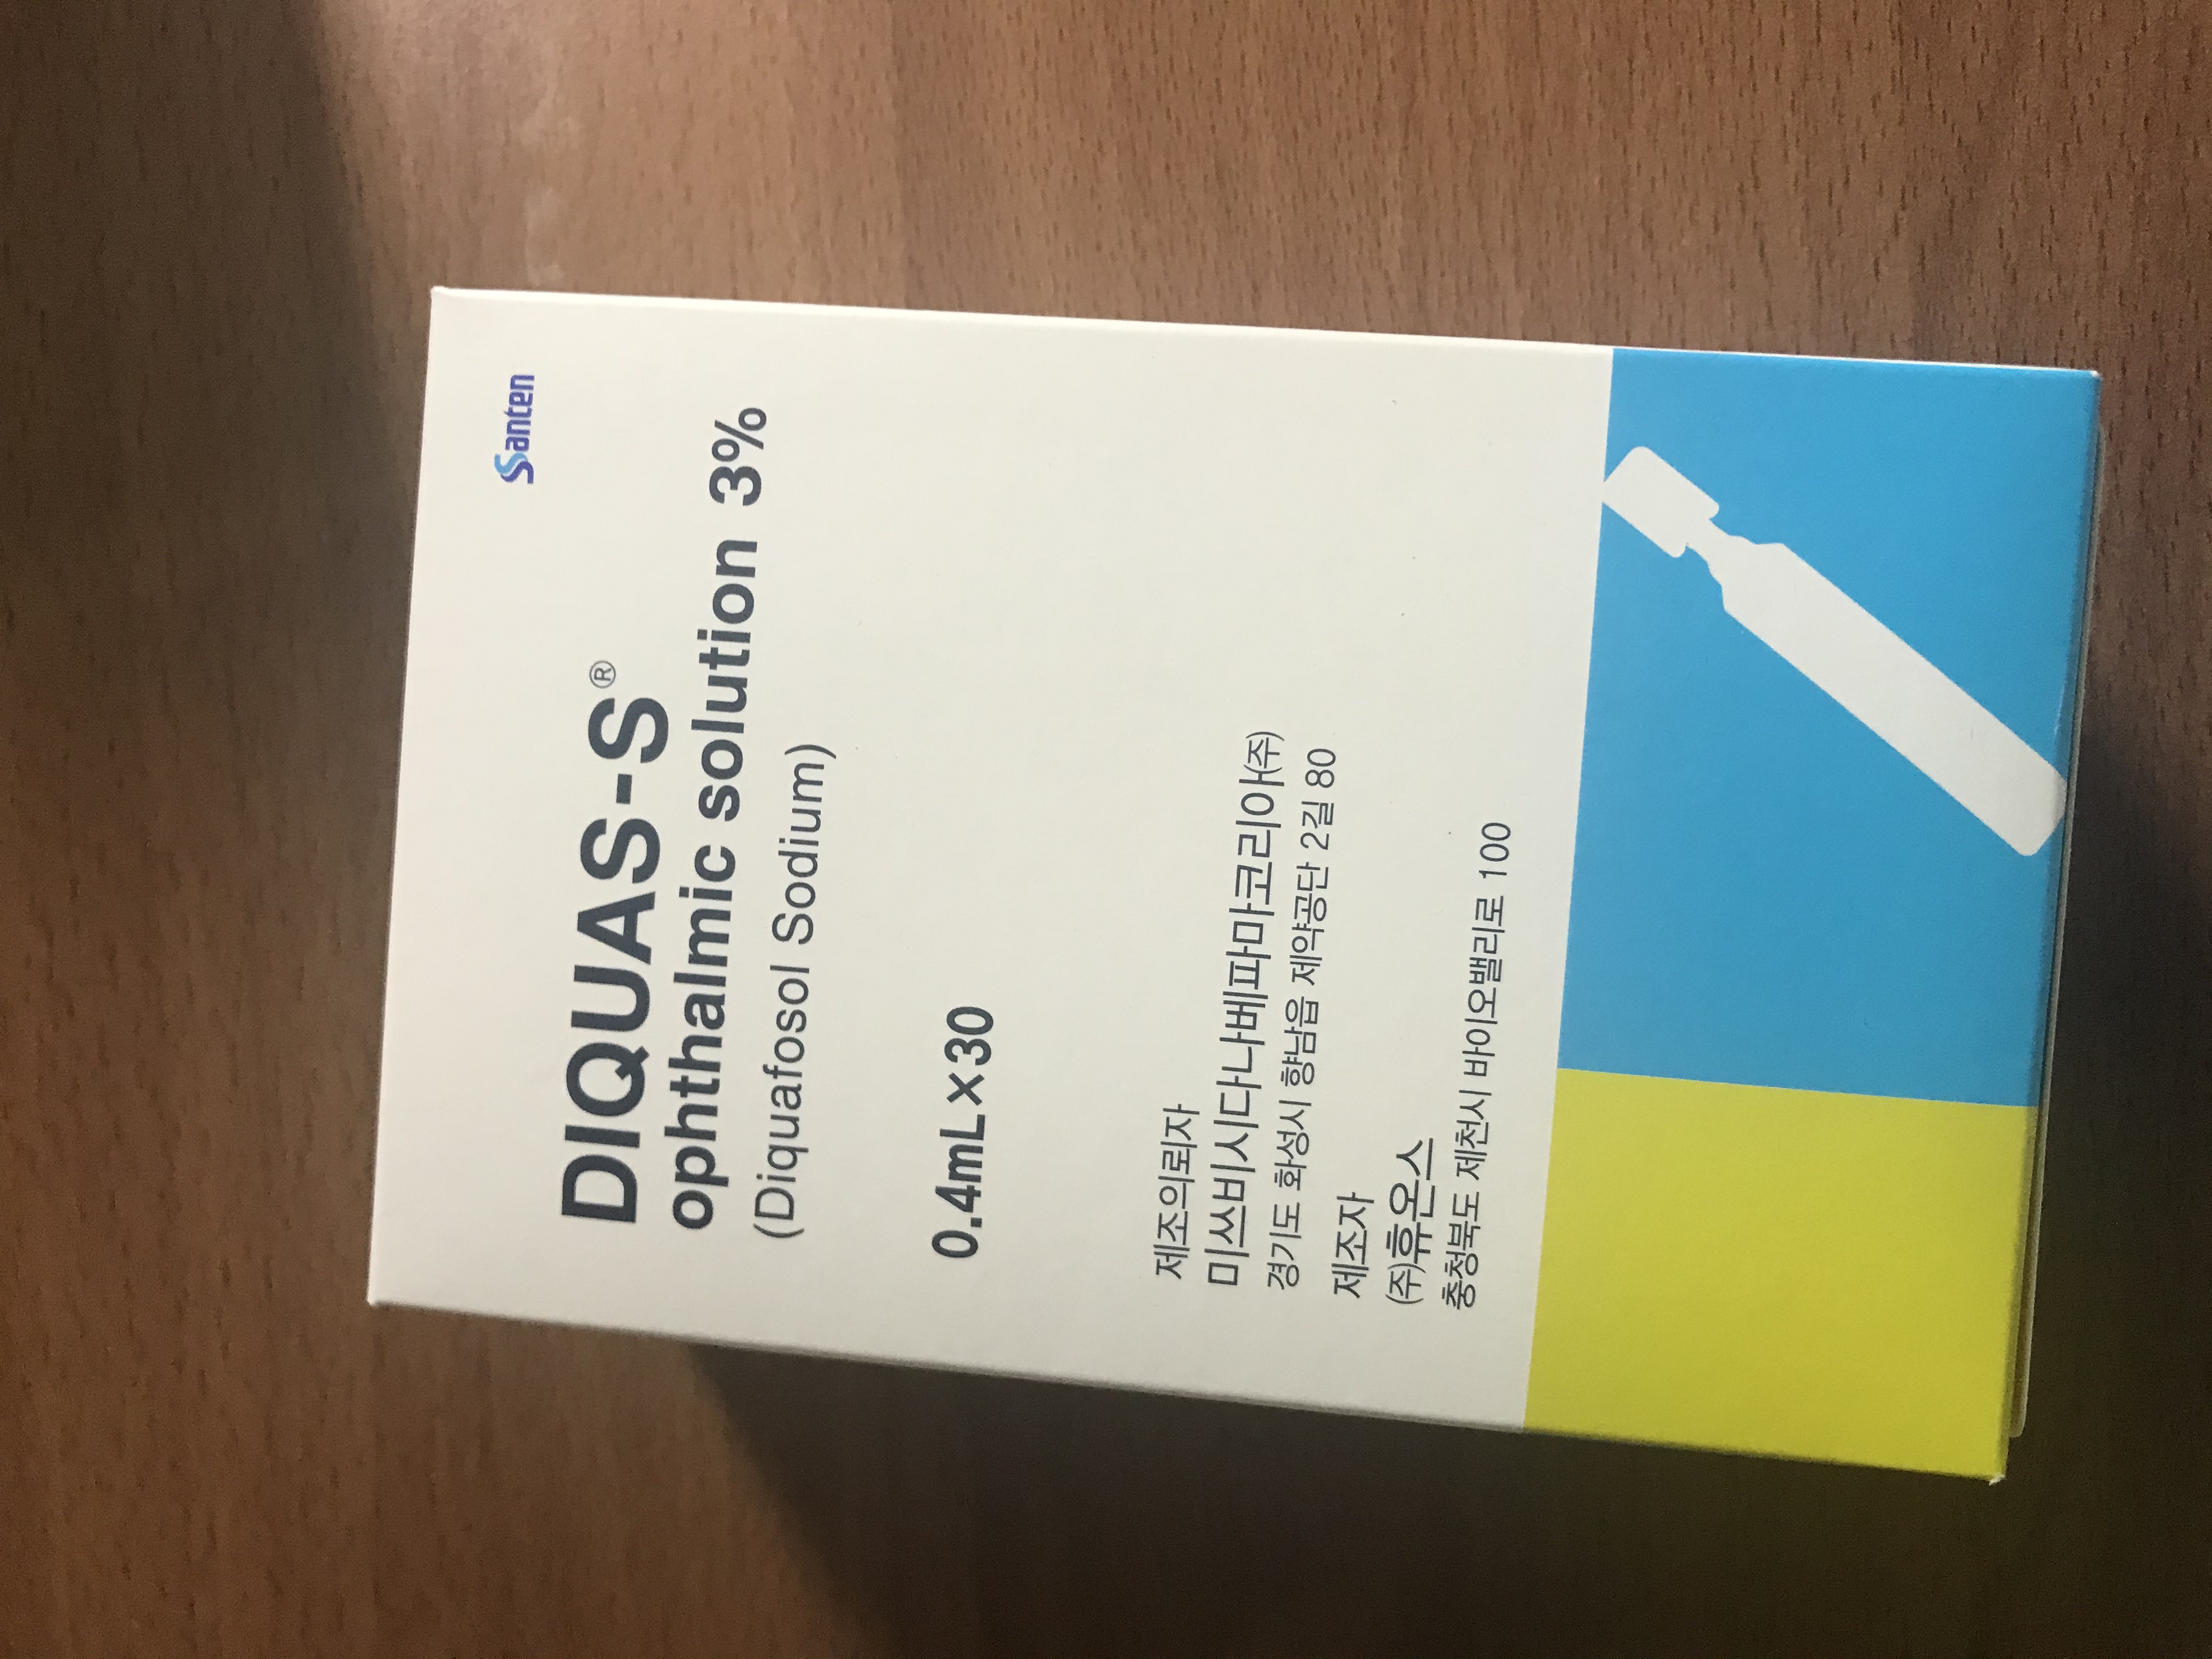 Santen
DIQUAS-S®
ophthalmic solution 3%
(Diquafosol Sodium)
0.4mL×30
제조의뢰자
미쓰비시다나베파마코리아㈜
경기도 화성시 향남읍 제약공단 2길 80
제조자
㈜휴온스
충청북도 제천시 바이오밸리로 100